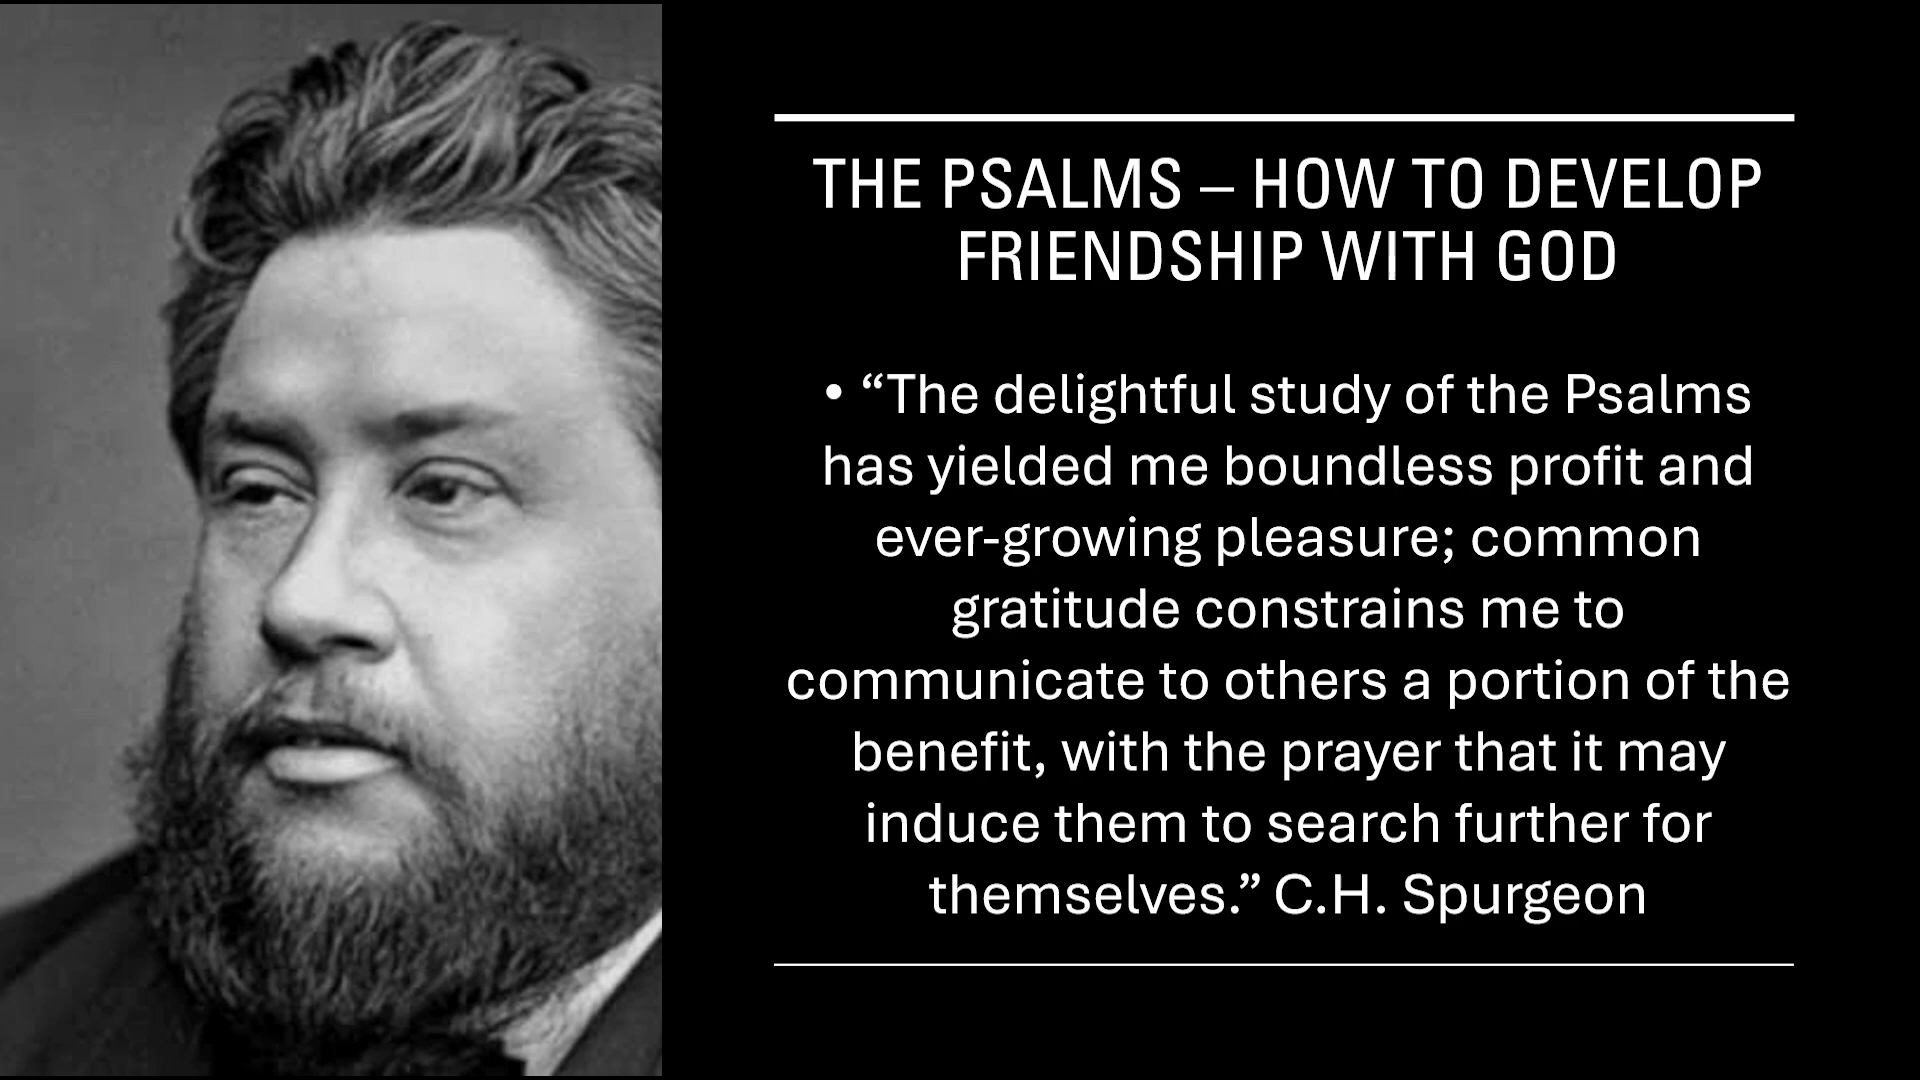 THE PSALMS – HOW TO DEVELOP
FRIENDSHIP WITH GOD
• “The delightful study of the Psalms
has yielded me boundless profit and
ever-growing pleasure; common
gratitude constrains me to
communicate to others a portion of the
benefit, with the prayer that it may
induce them to search further for
themselves.” C.H. Spurgeon